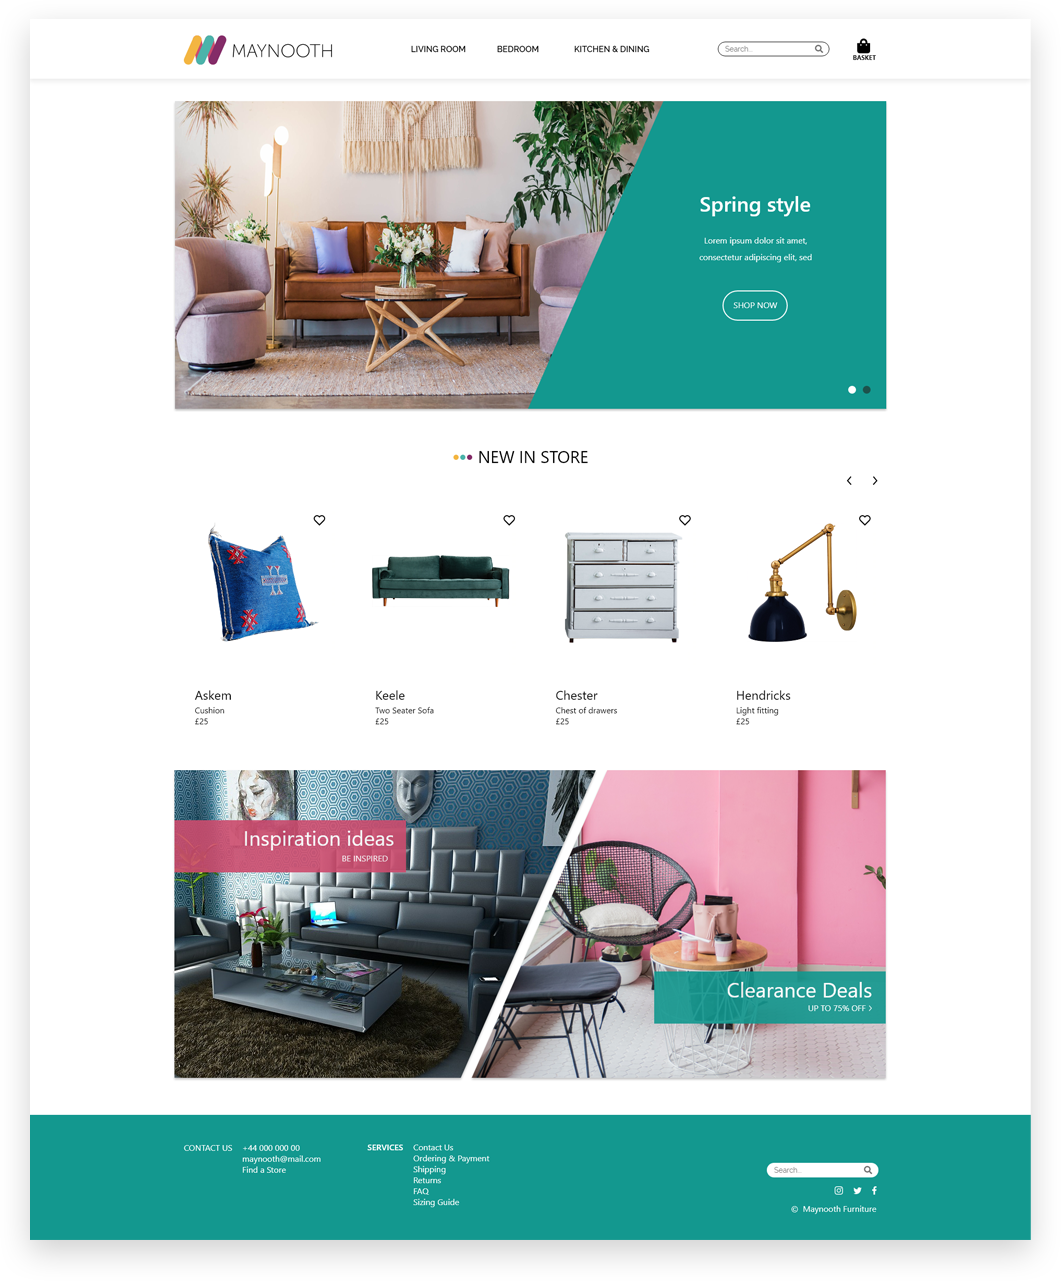 MAYNOOTH
LIVING ROOM
BEDROOM
KITCHEN & DINING
Search...
BASKET
Spring style
Lorem ipsum dolor sit amet,
consectetur adipiscing elit, sed
SHOP NOW
NEW IN STORE
Askem
Cushion
£25
Keele
Two Seater Sofa
£25
Chester
Chest of drawers
£25
Hendricks
Light fitting
£25
Inspiration ideas
BE INSPIRED
Clearance Deals
UP TO 75% OFF >
CONTACT US
+44 000 000 00
maynooth@mail.com
Find a Store
SERVICES
Contact Us
Ordering & Payment
Shipping
Returns
FAQ
Sizing Guide
Search...
© Maynooth Furniture